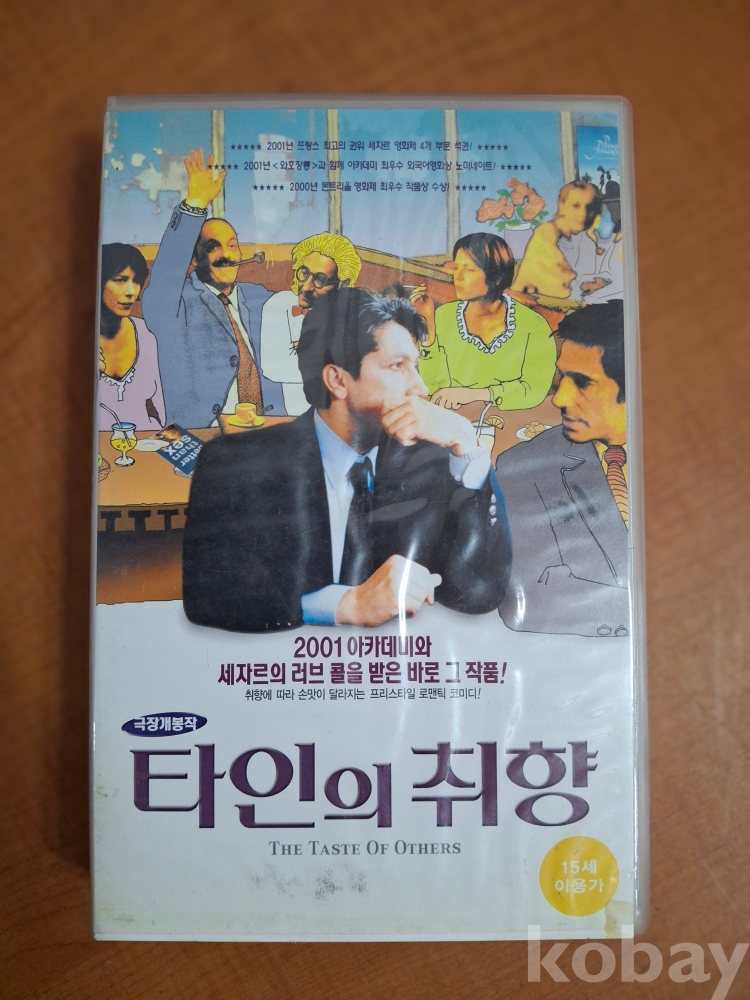 ★★★★★ 2001년 프랑스 최고의 권위 세자르 영화제 4개 부문 석권! ★★★★★
★★★★★ 2001년 <와호장룡>과 함께 아카데미 최우수 외국어영화상 노미네이트! ★★★★★
★★★★★ 2000년 몬트리올 영화제 최우수 작품상 수상! ★★★★★
better
than
sex
2001 아카데미와
세자르의 러브 콜을 받은 바로 그 작품!
취향에 따라 손맛이 달라지는 프리스타일 로맨틱 코미디!
극장개봉작
타인의 취향
THE TASTE OF OTHERS
15세
이용가
kobay